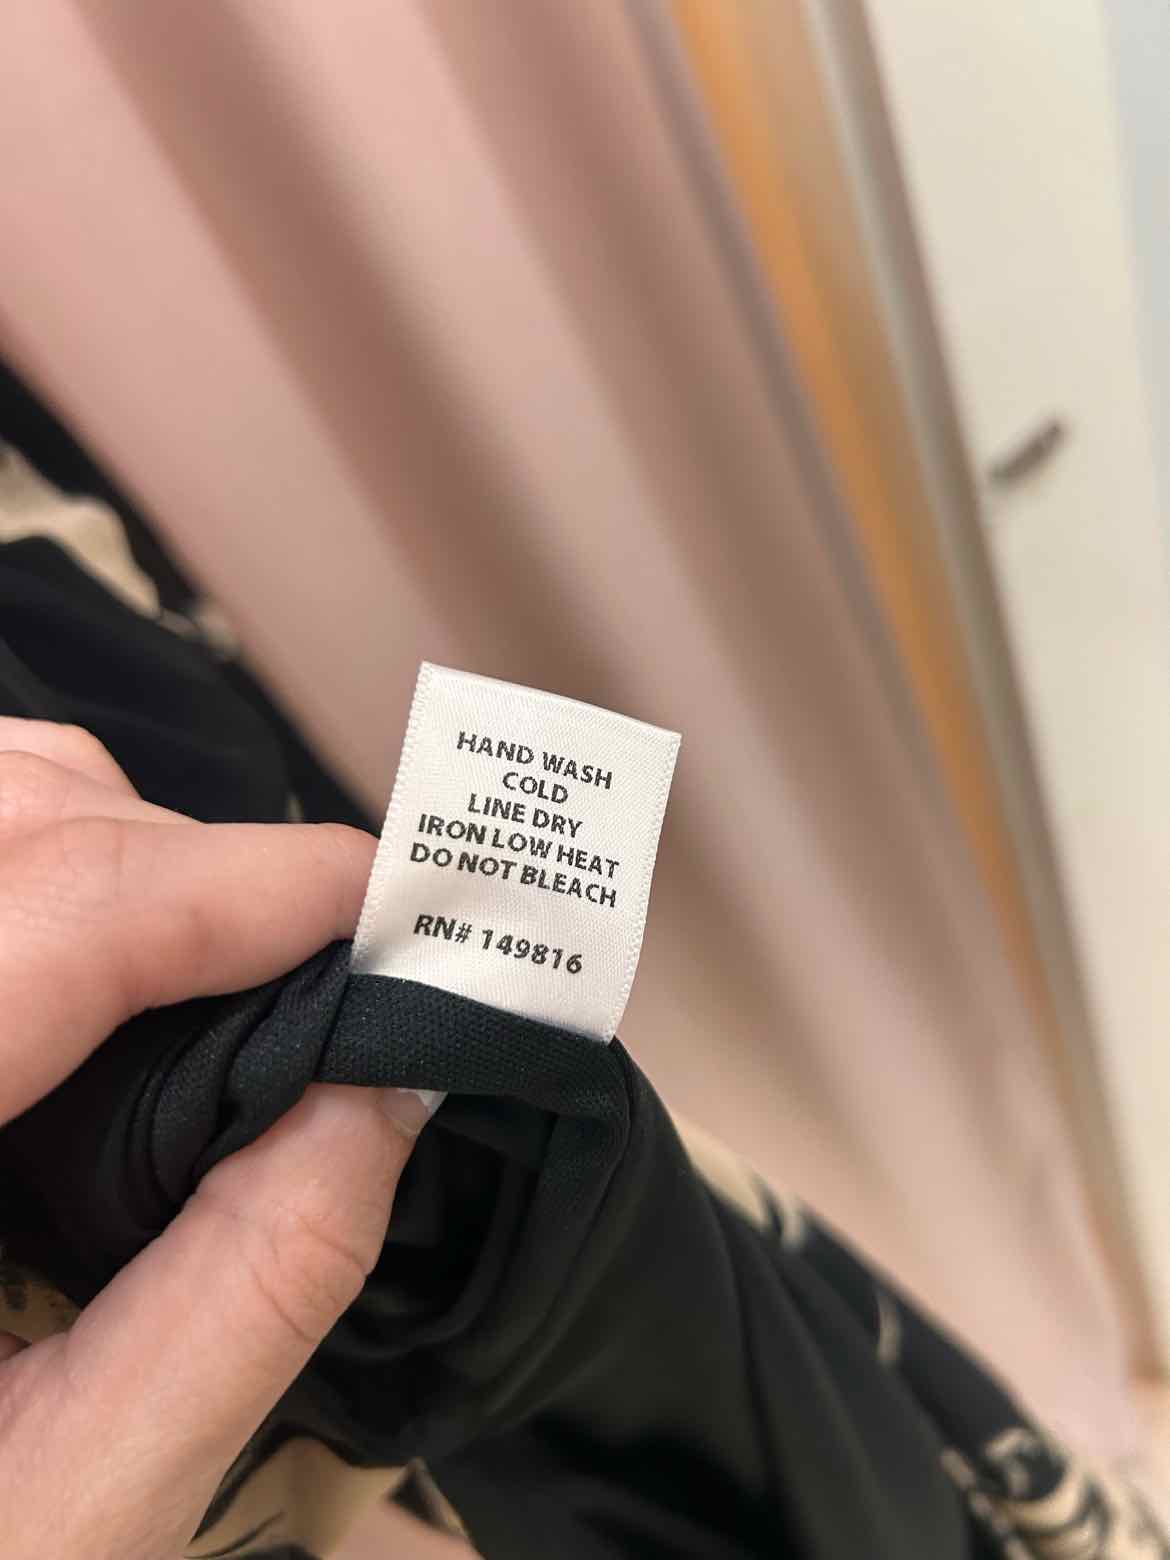 HAND WASH
COLD
LINE DRY
IRON LOW HEAT
DO NOT BLEACH
RN# 149816